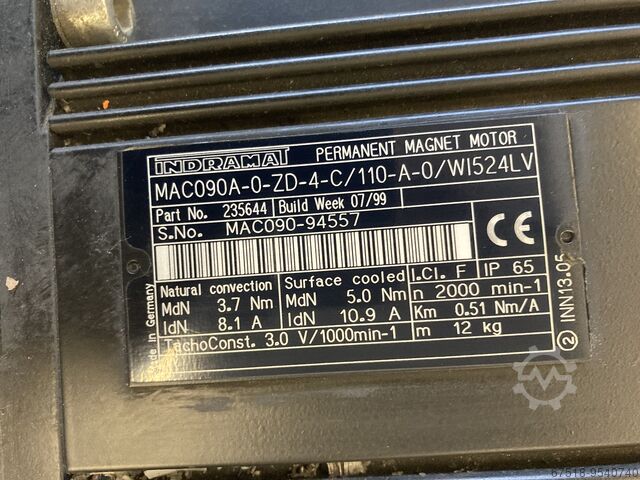 INDRAMAT PERMANENT MAGNET MOTOR
MAC090A-0-ZD-4-C/110-A-0/WI524LV
Part No. 235644 Build Week 07/99
S.No. MAC090-94557
CE
Natural convection Surface cooled I.Cl. F IP 65
MdN 3.7 Nm MdN 5.0 Nm n 2000 min-1
IdN 8.1 A IdN 10.9 A Km 0.51 Nm/A
TachoConst. 3.0 V/1000min-1 m 12 kg
Made in Germany
2 INN13.05
67518-9540740